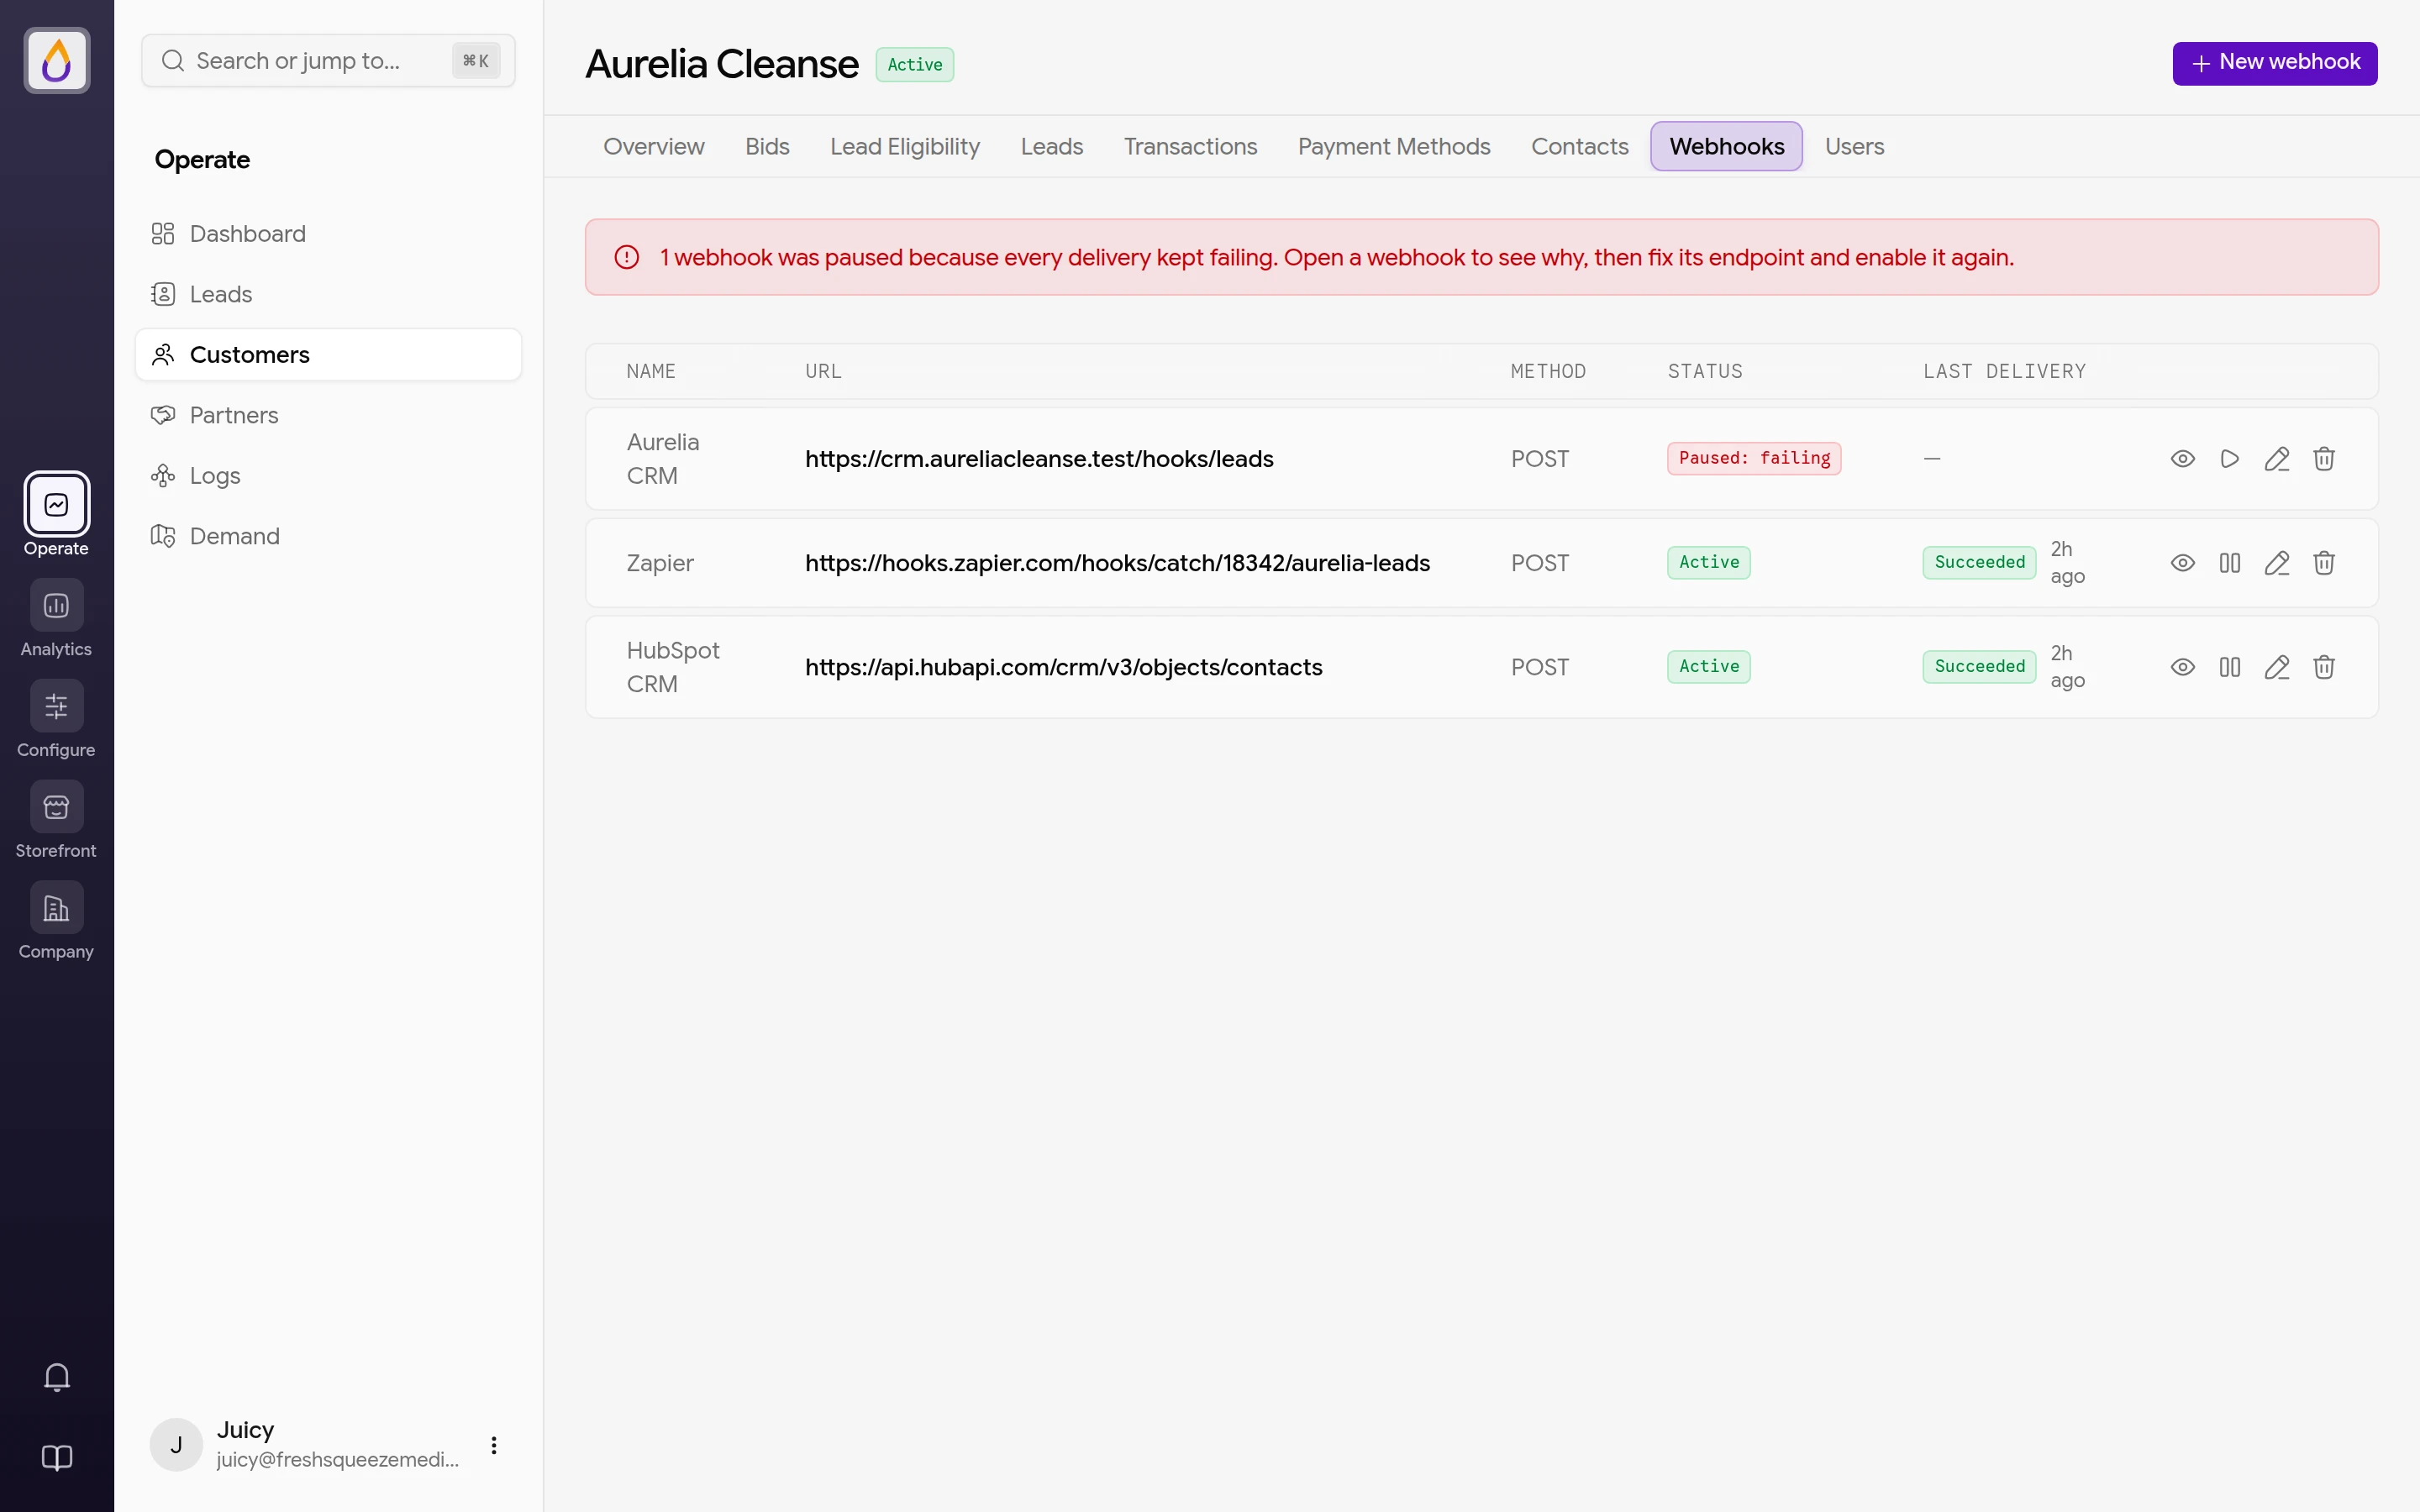 Search or jump to...
⌘K
Operate
Dashboard
Leads
Customers
Partners
Logs
Demand
Operate
Analytics
Configure
Storefront
Company
J
Juicy
juicy@freshsqueezemedi...
Aurelia Cleanse
Active
New webhook
Overview
Bids
Lead Eligibility
Leads
Transactions
Payment Methods
Contacts
Webhooks
Users
1 webhook was paused because every delivery kept failing. Open a webhook to see why, then fix its endpoint and enable it again.
NAME
URL
METHOD
STATUS
LAST DELIVERY
Aurelia
CRM
https://crm.aureliacleanse.test/hooks/leads
POST
Paused: failing
—
Zapier
https://hooks.zapier.com/hooks/catch/18342/aurelia-leads
POST
Active
Succeeded
2h
ago
HubSpot
CRM
https://api.hubapi.com/crm/v3/objects/contacts
POST
Active
Succeeded
2h
ago